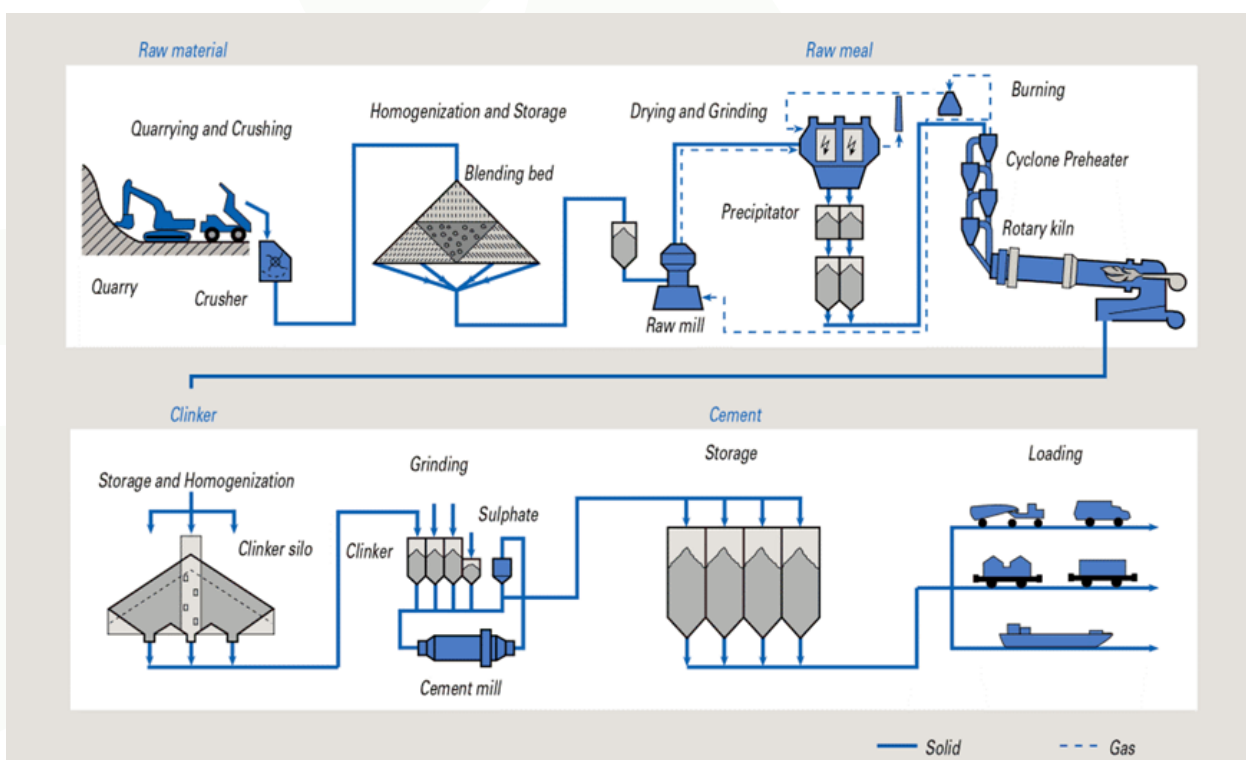 Raw material
Raw meal
Quarrying and Crushing
Homogenization and Storage
Drying and Grinding
Burning
Blending bed
Cyclone Preheater
Precipitator
Rotary kiln
Quarry
Crusher
Raw mill
Clinker
Cement
Storage and Homogenization
Grinding
Storage
Loading
Sulphate
Clinker silo
Clinker
Cement mill
Solid
Gas